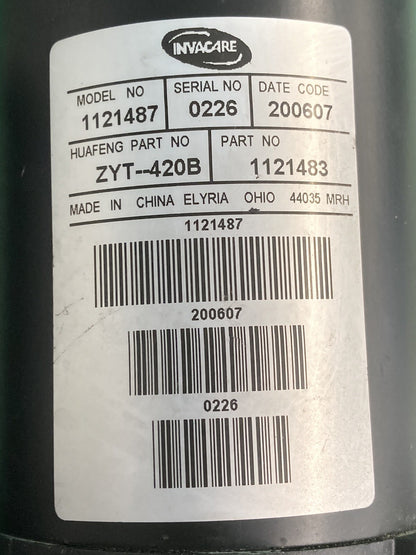 INVACARE
MODEL NO SERIAL NO DATE CODE
1121487 0226 200607
HUAFENG PART NO PART NO
ZYT--420B 1121483
MADE IN CHINA ELYRIA OHIO 44035 MRH
1121487
200607
0226